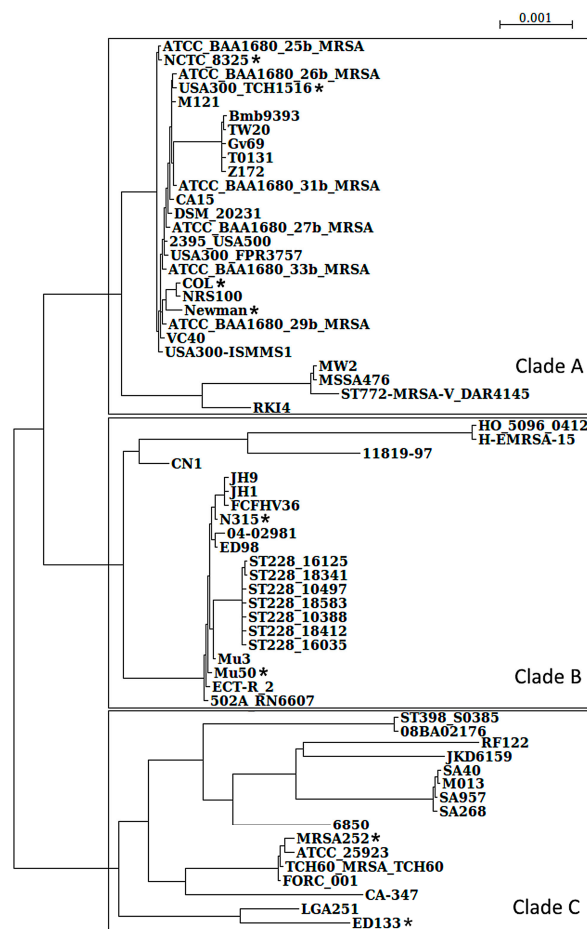 0.001
ATCC_BAA1680_25b_MRSA
NCTC_8325*
ATCC_BAA1680_26b_MRSA
USA300_TCH1516*
M121
Bmb9393
TW20
Gv69
T0131
Z172
ATCC_BAA1680_31b_MRSA
CA15
DSM_20231
ATCC_BAA1680_27b_MRSA
2395_USA500
USA300_FPR3757
ATCC_BAA1680_33b_MRSA
COL*
NRS100
Newman*
ATCC_BAA1680_29b_MRSA
VC40
USA300-ISMMS1
MW2
Clade A
MSSA476
ST772-MRSA-V_DAR4145
RKI4
HO_5096_0412
H-EMRSA-15
11819-97
CN1
JH9
JH1
FCFHV36
N315*
04-02981
ED98
ST228_16125
ST228_18341
ST228_10497
ST228_18583
ST228_10388
ST228_18412
ST228_16035
Mu3
Mu50*
Clade B
ECT-R_2
502A_RN6607
ST398_S0385
08BA02176
RF122
JKD6159
SA40
M013
SA957
SA268
6850
MRSA252*
ATCC_25923
TCH60_MRSA_TCH60
FORC_001
CA-347
LGA251
Clade C
ED133*